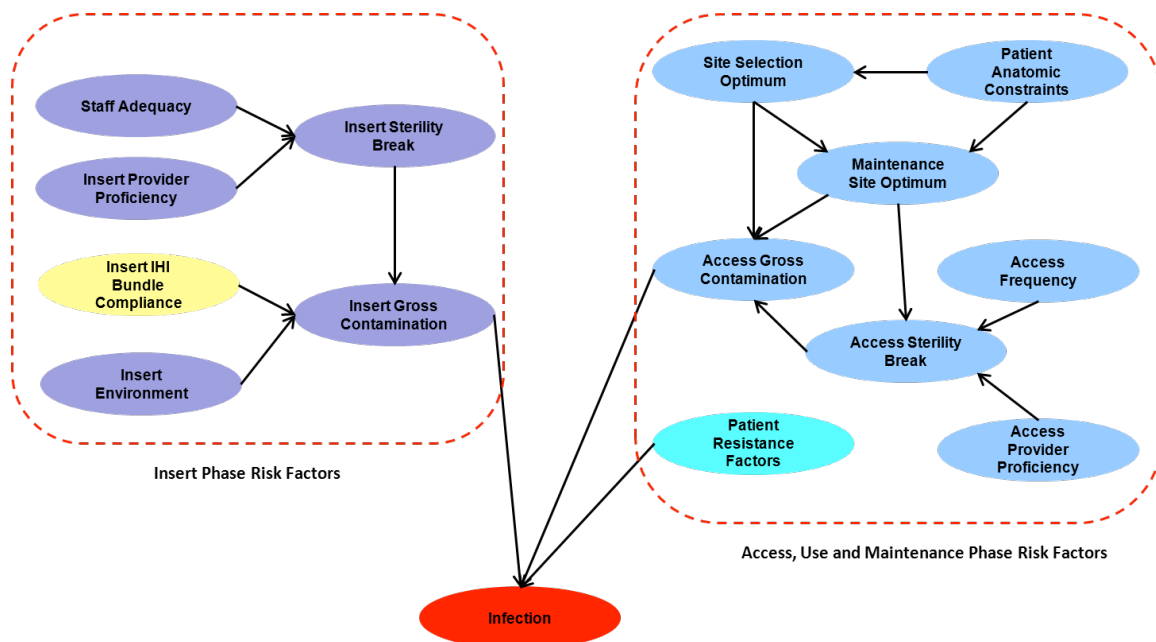 Staff Adequacy
Insert Provider
Proficiency
Insert IHI
Bundle
Compliance
Insert
Environment
Insert Sterility
Break
Insert Gross
Contamination
Insert Phase Risk Factors
Site Selection
Optimum
Patient
Anatomic
Constraints
Maintenance
Site Optimum
Access Gross
Contamination
Access
Frequency
Access Sterility
Break
Patient
Resistance
Factors
Access
Provider
Proficiency
Access, Use and Maintenance Phase Risk Factors
Infection